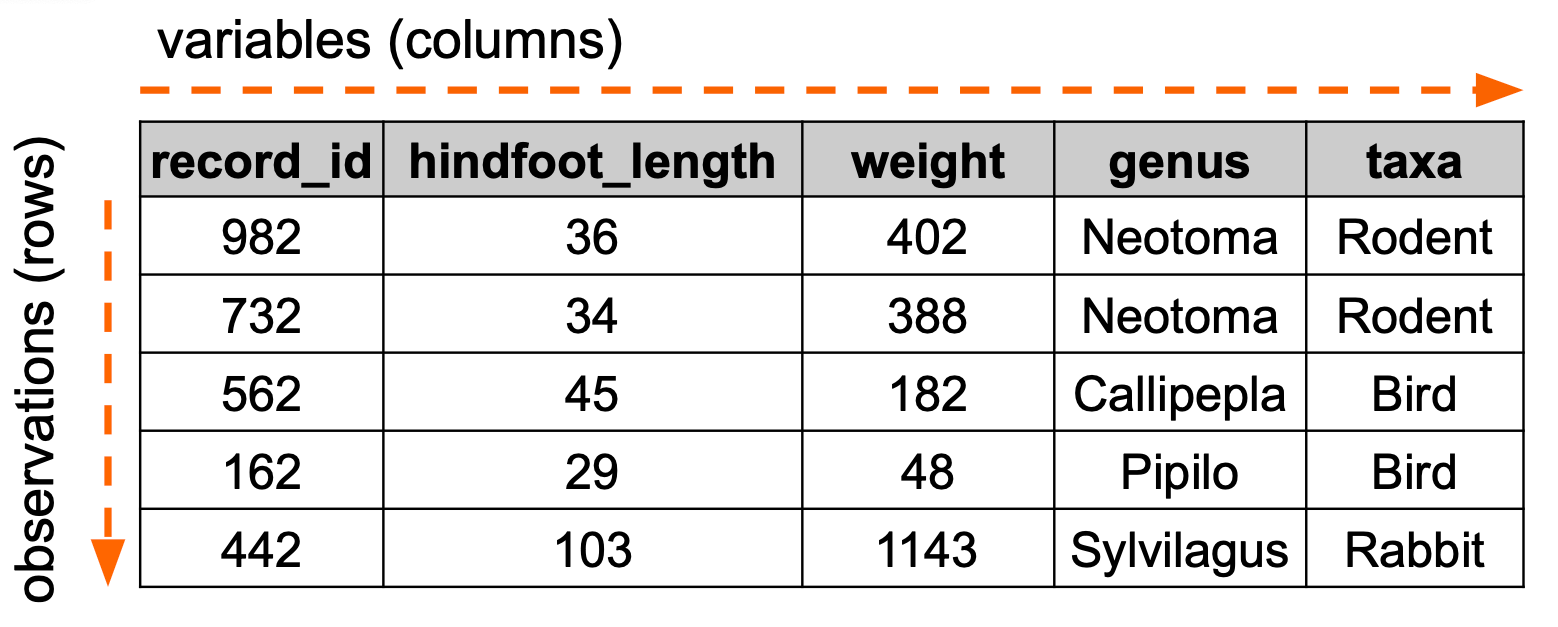 variables (columns)
observations (rows)
record_id hindfoot_length weight genus taxa
982 36 402 Neotoma Rodent
732 34 388 Neotoma Rodent
562 45 182 Callipepla Bird
162 29 48 Pipilo Bird
442 103 1143 Sylvilagus Rabbit